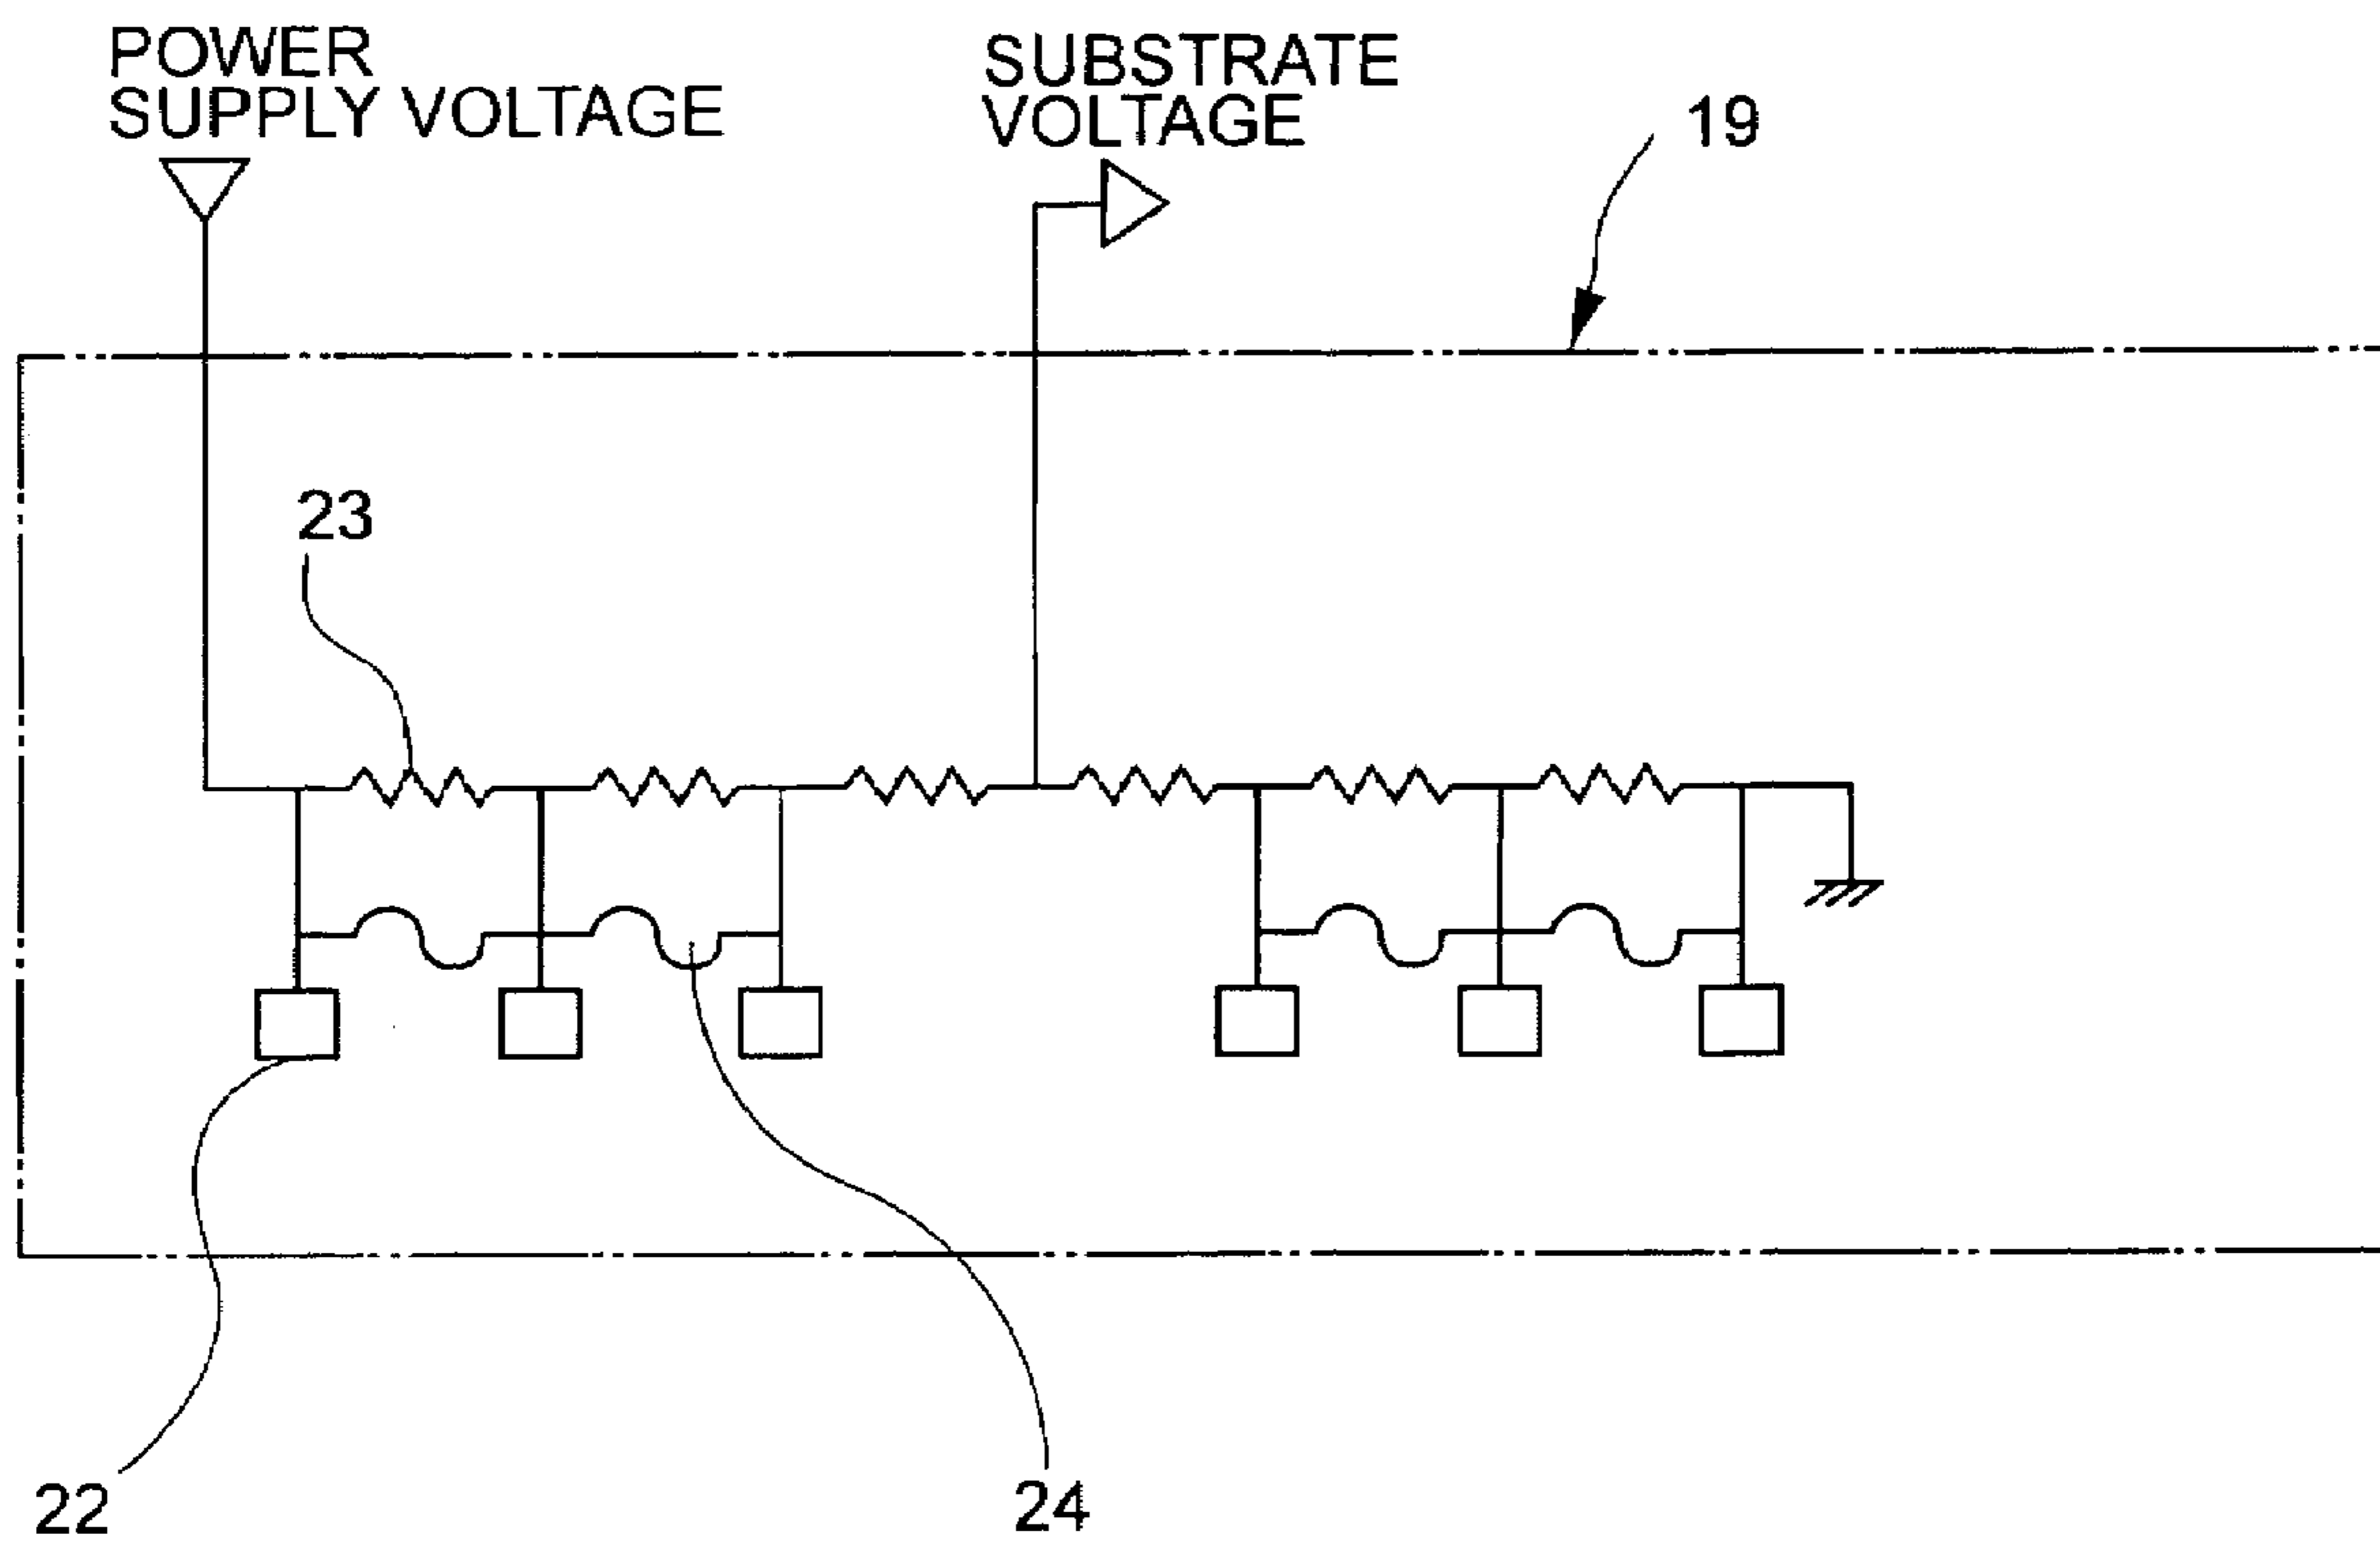 POWER
SUPPLY VOLTAGE
SUBSTRATE
VOLTAGE
19
23
22
24